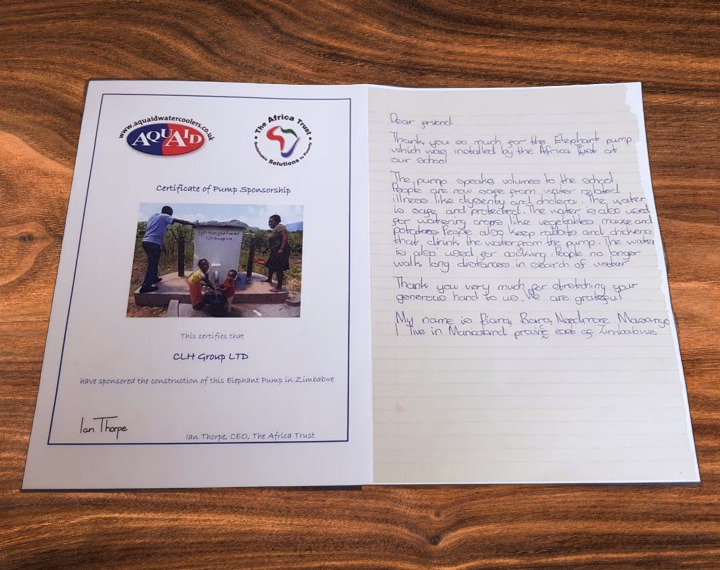 www.aquaidwatercoolers.co.uk
AQUAID
The Africa Trust
Solutions to Poverty
Certificate of Pump Sponsorship
CLH Group Ltd
This certifies that
CLH Group LTD
have sponsored the construction of this Elephant Pump in Zimbabwe
Ian Thorpe
Ian Thorpe, CEO, The Africa Trust
Dear friend
Thank you so much for the Elephant pump
which was installed by the Africa Trust at
our school
The pump speaks volumes to the school
People are now safe from water related
illness like dysentry and cholera. The water
is safe and protected. The water is also used
for watering crops like vegetables, maize and
potatoes People also keep rabbits and chickens
that drink the water from the pump. The water
is also used for cooking People no longer
walk long distances in search of water
Thank you very much for stretching your
generous hand to us. We are grateful
My name is
I live in Manicaland province east of Zimbabwe